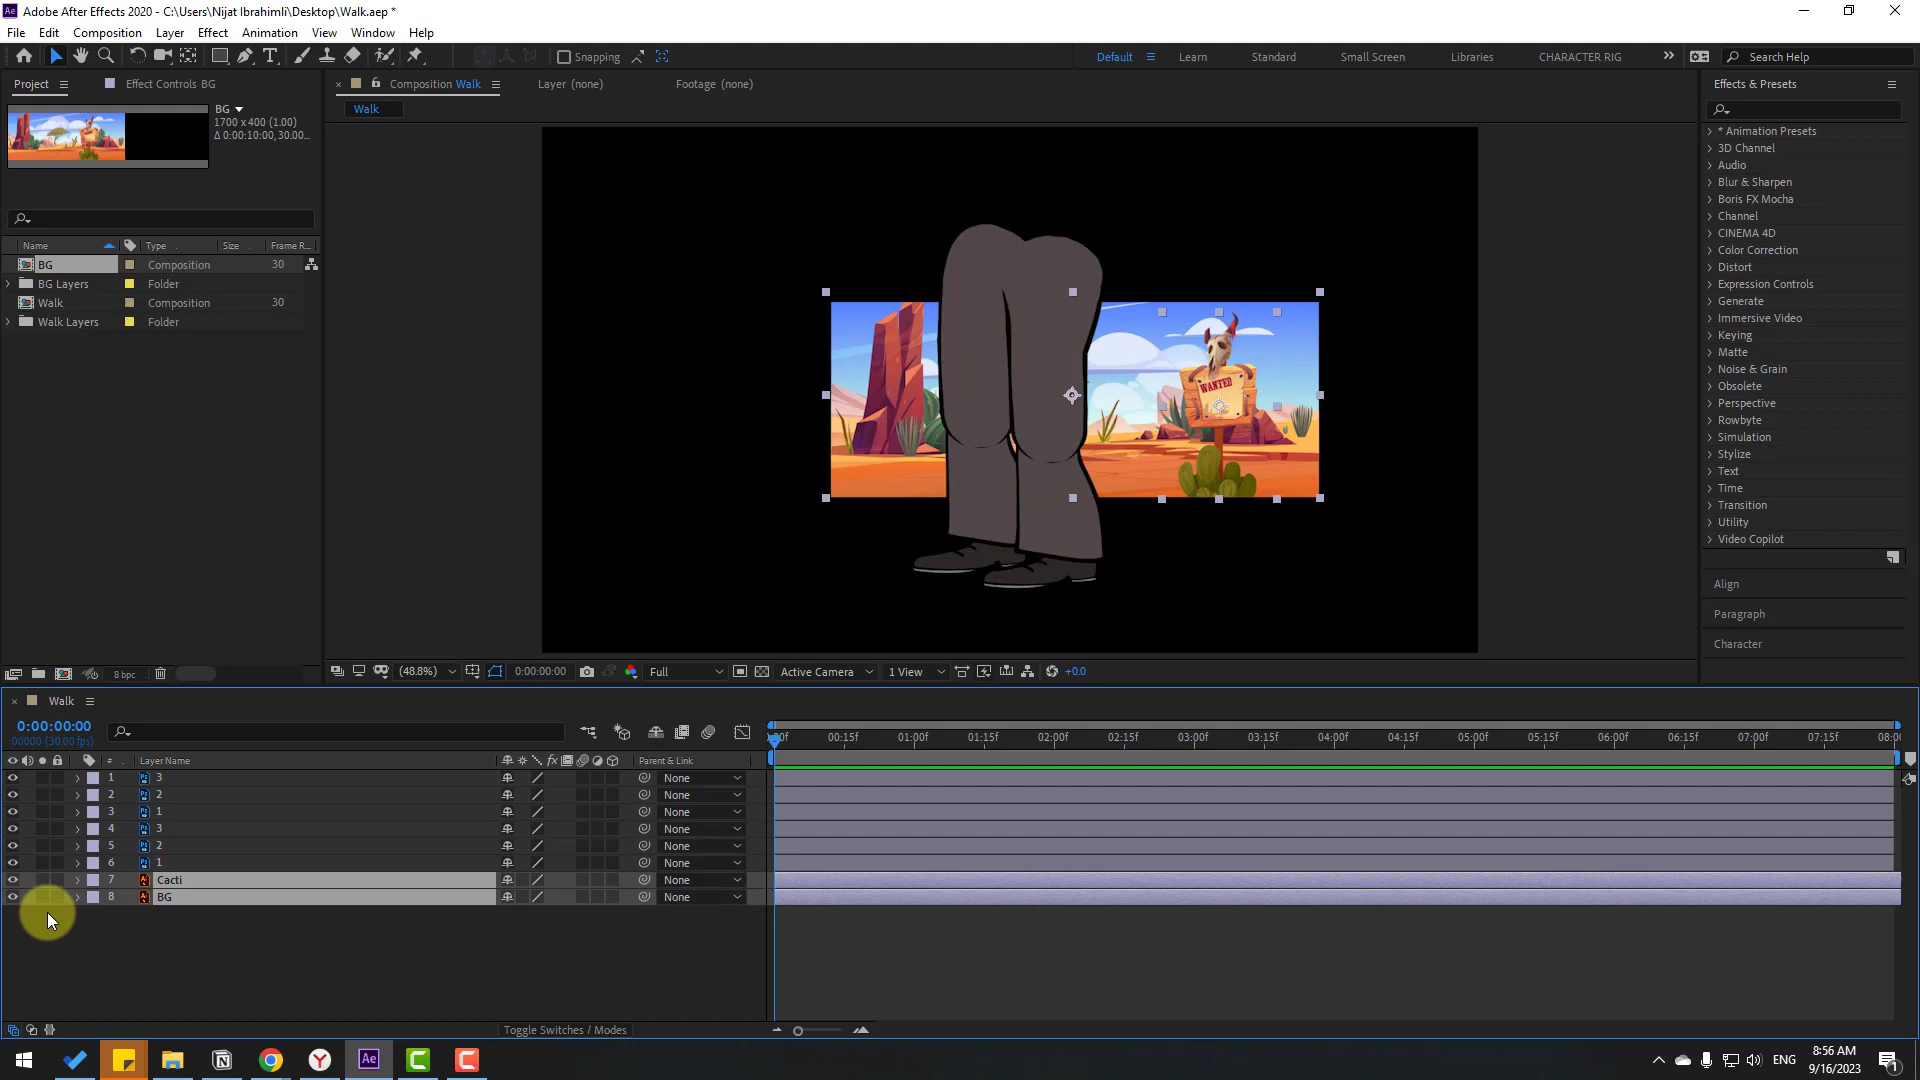 Adobe After Effects 2020 - C:\Users\Nijat Ibrahimli\Desktop\Walk.aep *
File Edit Composition Layer Effect Animation View Window Help
Snapping
Default Learn Standard Small Screen Libraries CHARACTER RIG Search Help
Project Effect Controls BG
Composition Walk Layer (none) Footage (none)
Walk
BG
1700 x 400 (1.00)
Δ 0:00:10:00, 30.00...
Name Type Size Frame R...
BG Composition 30
BG Layers Folder
Walk Composition 30
Walk Layers Folder
8 bpc
WANTED
(48.8%) 0:00:00:00 Full Active Camera 1 View +0.0
Effects & Presets
* Animation Presets
3D Channel
Audio
Blur & Sharpen
Boris FX Mocha
Channel
CINEMA 4D
Color Correction
Distort
Expression Controls
Generate
Immersive Video
Keying
Matte
Noise & Grain
Obsolete
Perspective
Rowbyte
Simulation
Stylize
Text
Time
Transition
Utility
Video Copilot
Align
Paragraph
Character
Walk
0:00:00:00
00000 (30.00 fps)
00:15f 01:00f 01:15f 02:00f 02:15f 03:00f 03:15f 04:00f 04:15f 05:00f 05:15f 06:00f 06:15f 07:00f 07:15f
# Layer Name fx Parent & Link
1 3 None
2 2 None
3 1 None
4 3 None
5 2 None
6 1 None
7 Cacti None
8 BG None
Toggle Switches / Modes
Ae
ENG
8:56 AM
9/16/2023
1